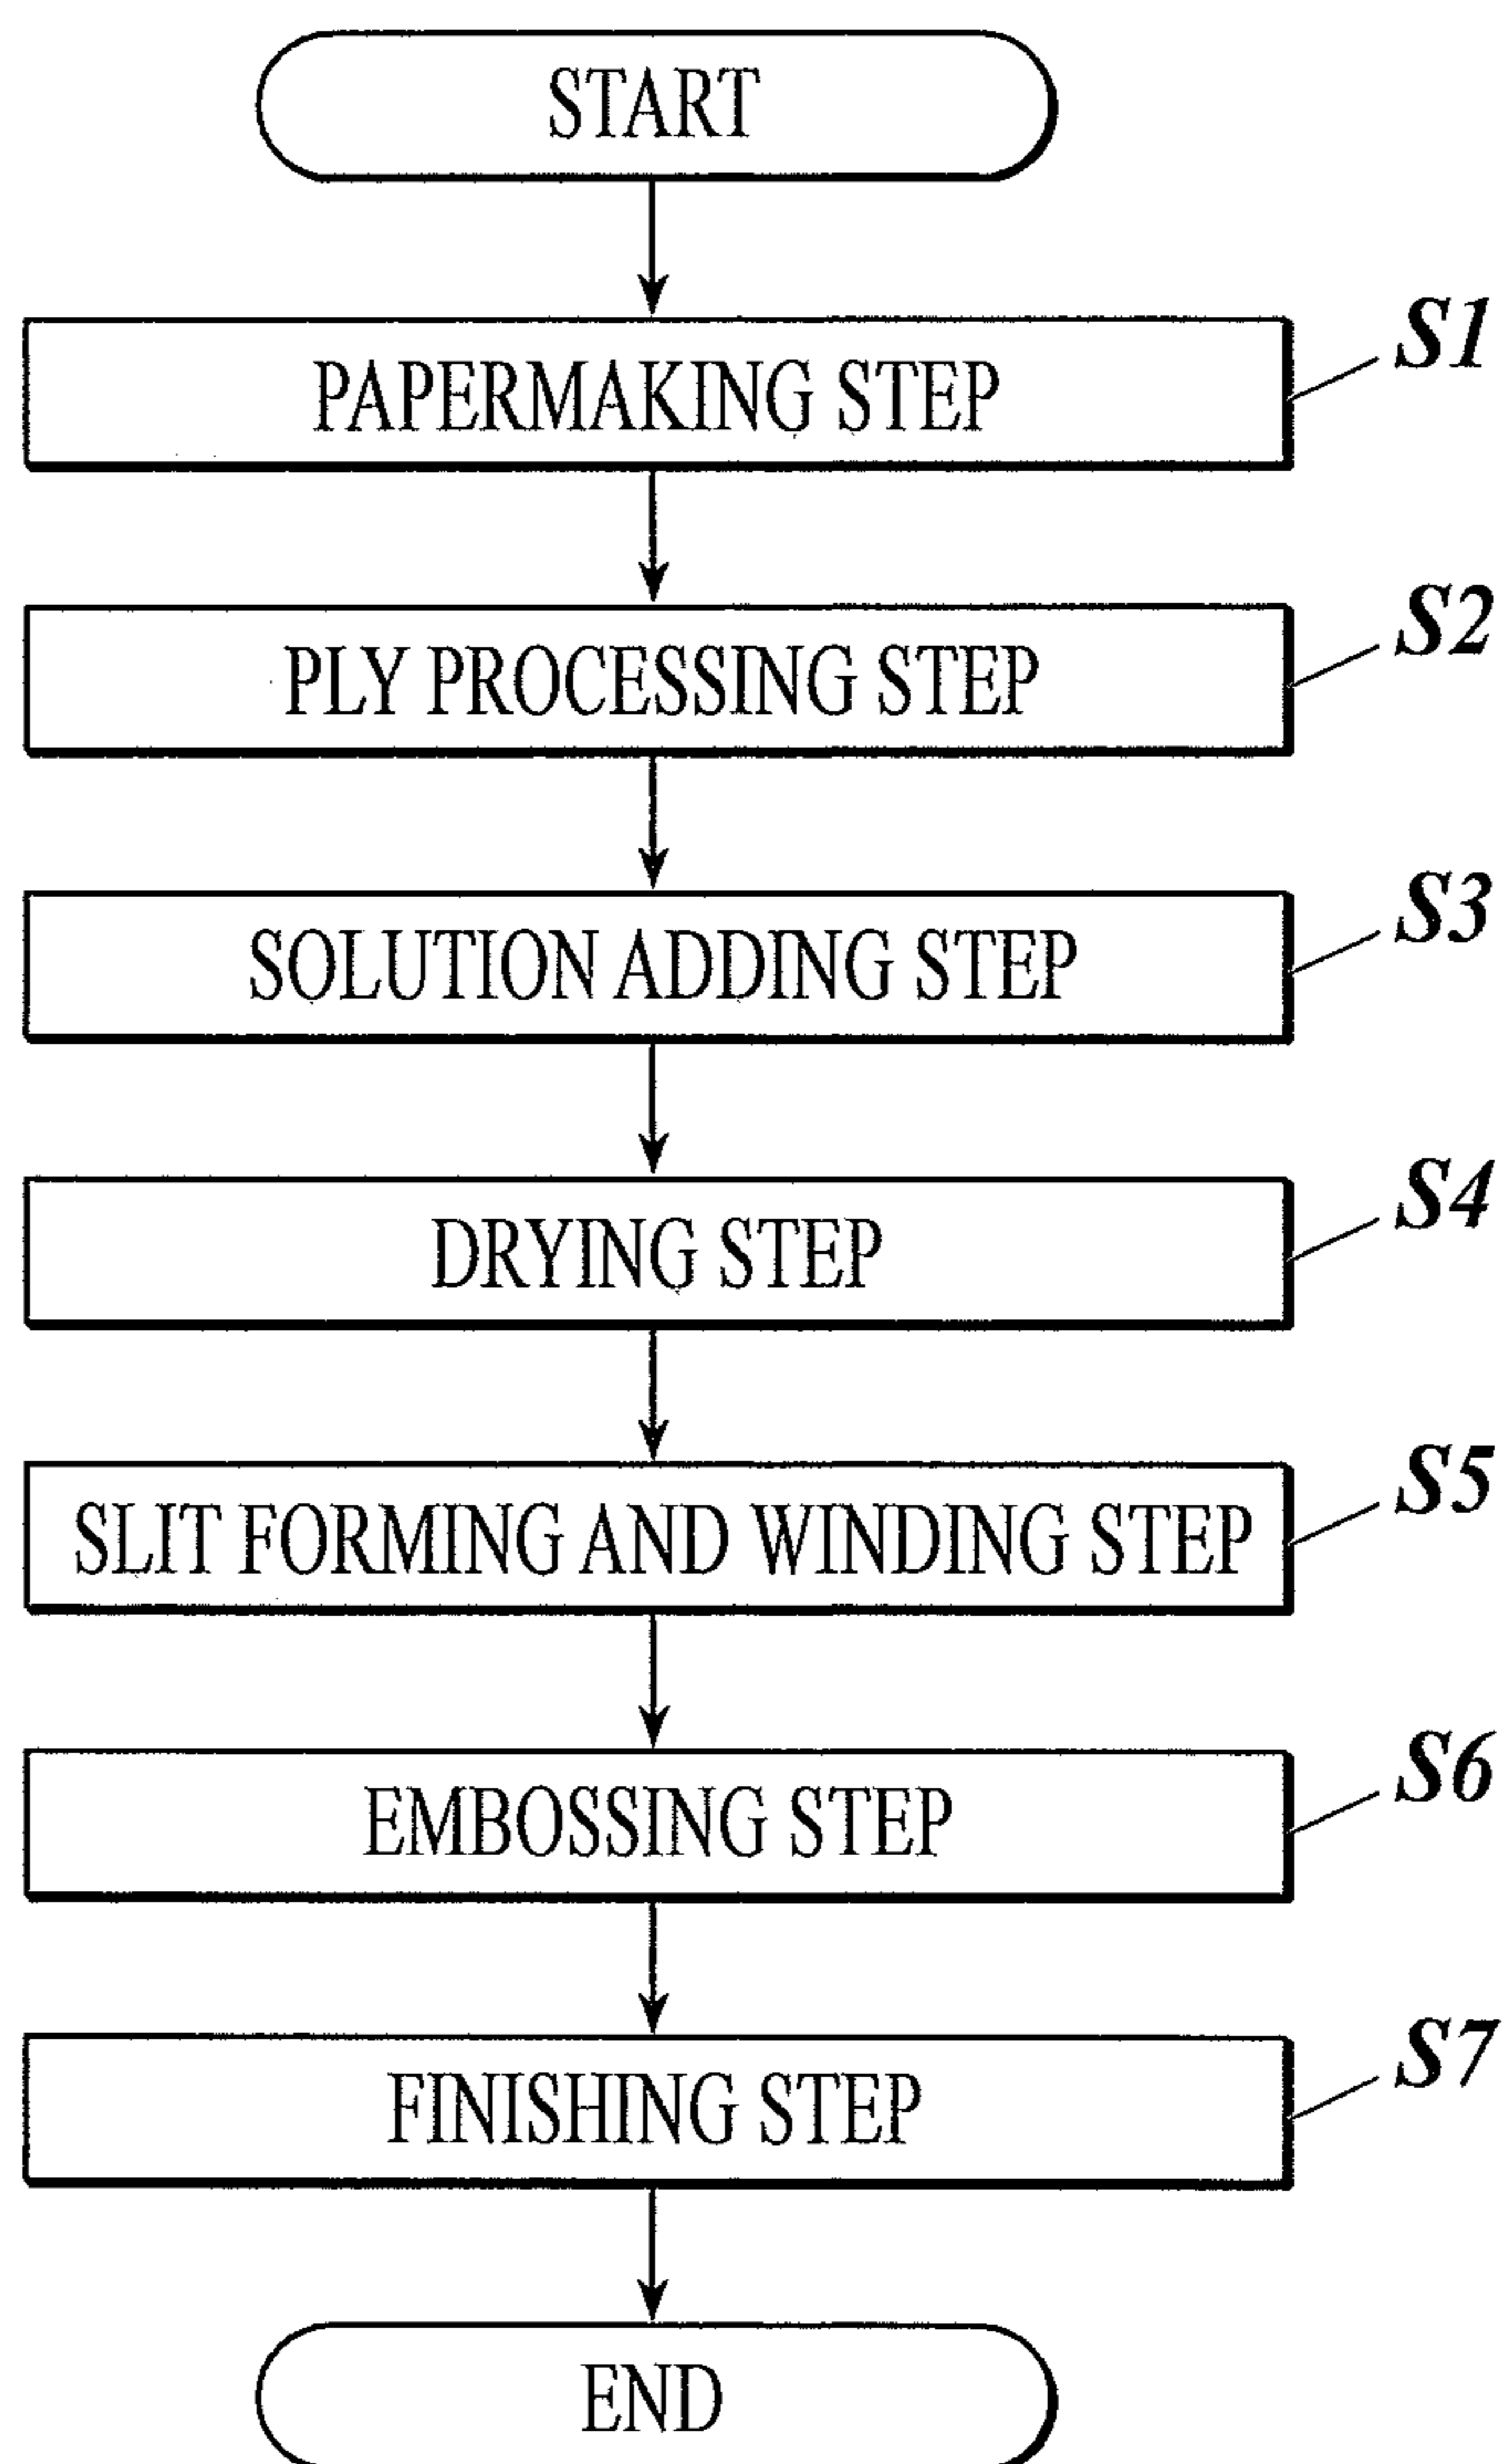 START
PAPERMAKING STEP
S1
PLY PROCESSING STEP
S2
SOLUTION ADDING STEP
S3
DRYING STEP
S4
SLIT FORMING AND WINDING STEP
S5
EMBOSSING STEP
S6
FINISHING STEP
S7
END